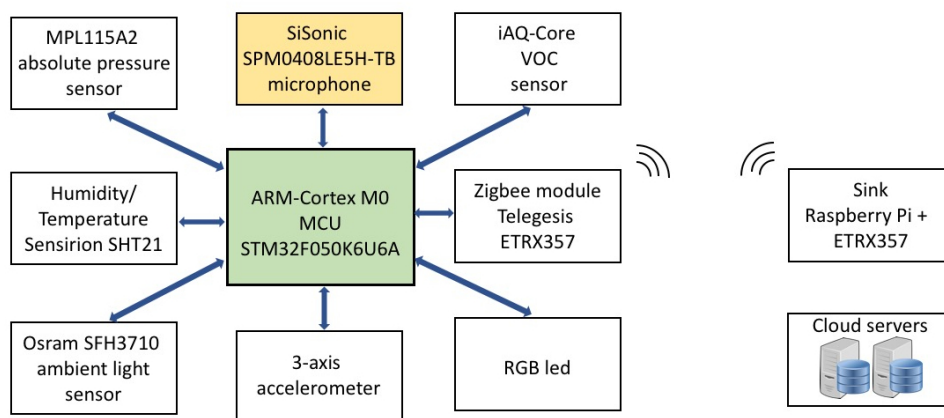 MPL115A2
absolute pressure
sensor
SiSonic
SPM0408LE5H-TB
microphone
iAQ-Core
VOC
sensor
Humidity/
Temperature
Sensirion SHT21
ARM-Cortex M0
MCU
STM32F050K6U6A
Zigbee module
Telegesis
ETRX357
Sink
Raspberry Pi +
ETRX357
Osram SFH3710
ambient light
sensor
3-axis
accelerometer
RGB led
Cloud servers